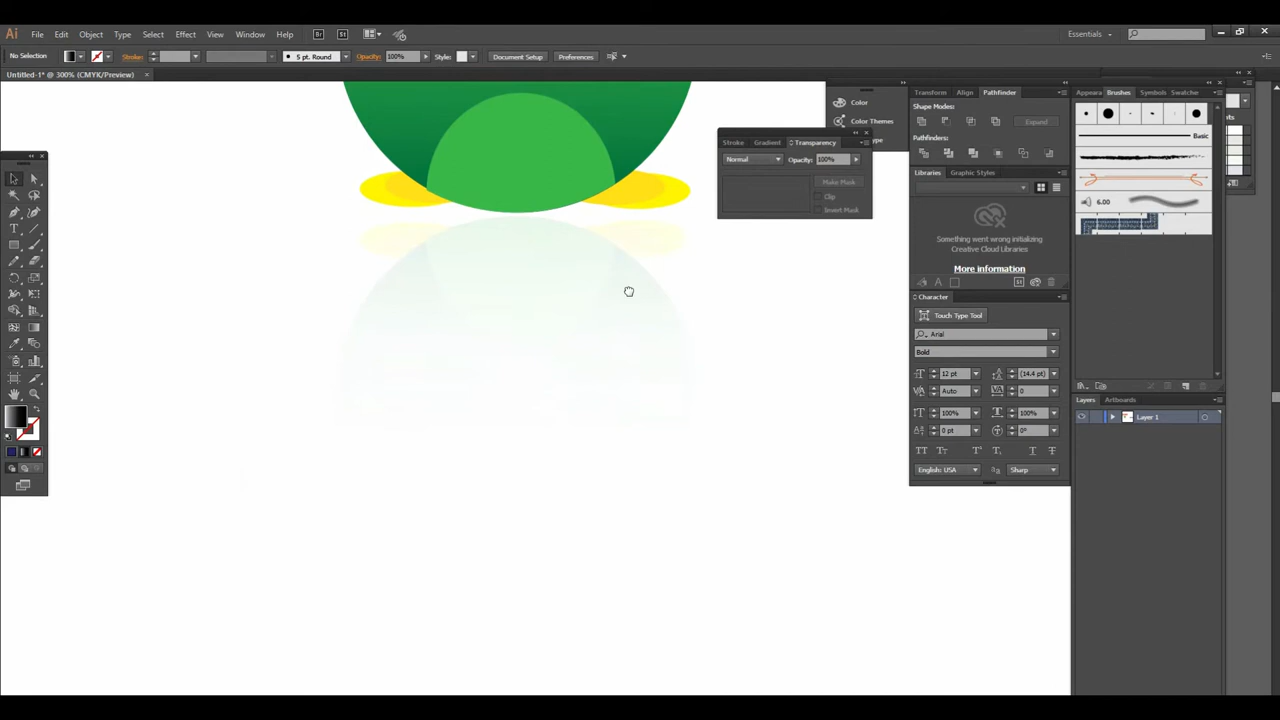 Ai File Edit Object Type Select Effect View Window Help Br St Essentials
No Selection Stroke: 5 pt. Round Opacity: 100% Style: Document Setup Preferences
Untitled-1* @ 300% (CMYK/Preview)
Color
Color Themes
Stroke Gradient Transparency
Normal Opacity: 100%
Make Mask
Clip
Invert Mask
Transform Align Pathfinder
Shape Modes:
Expand
Pathfinders:
Libraries Graphic Styles
Something went wrong initializing
Creative Cloud Libraries
More information
Character
Touch Type Tool
Arial
Bold
12 pt (14.4 pt)
Auto 0
100% 100%
0 pt 0°
English: USA Sharp
Appeara Brushes Symbols Swatche
Basic
6.00
Layers Artboards
Layer 1